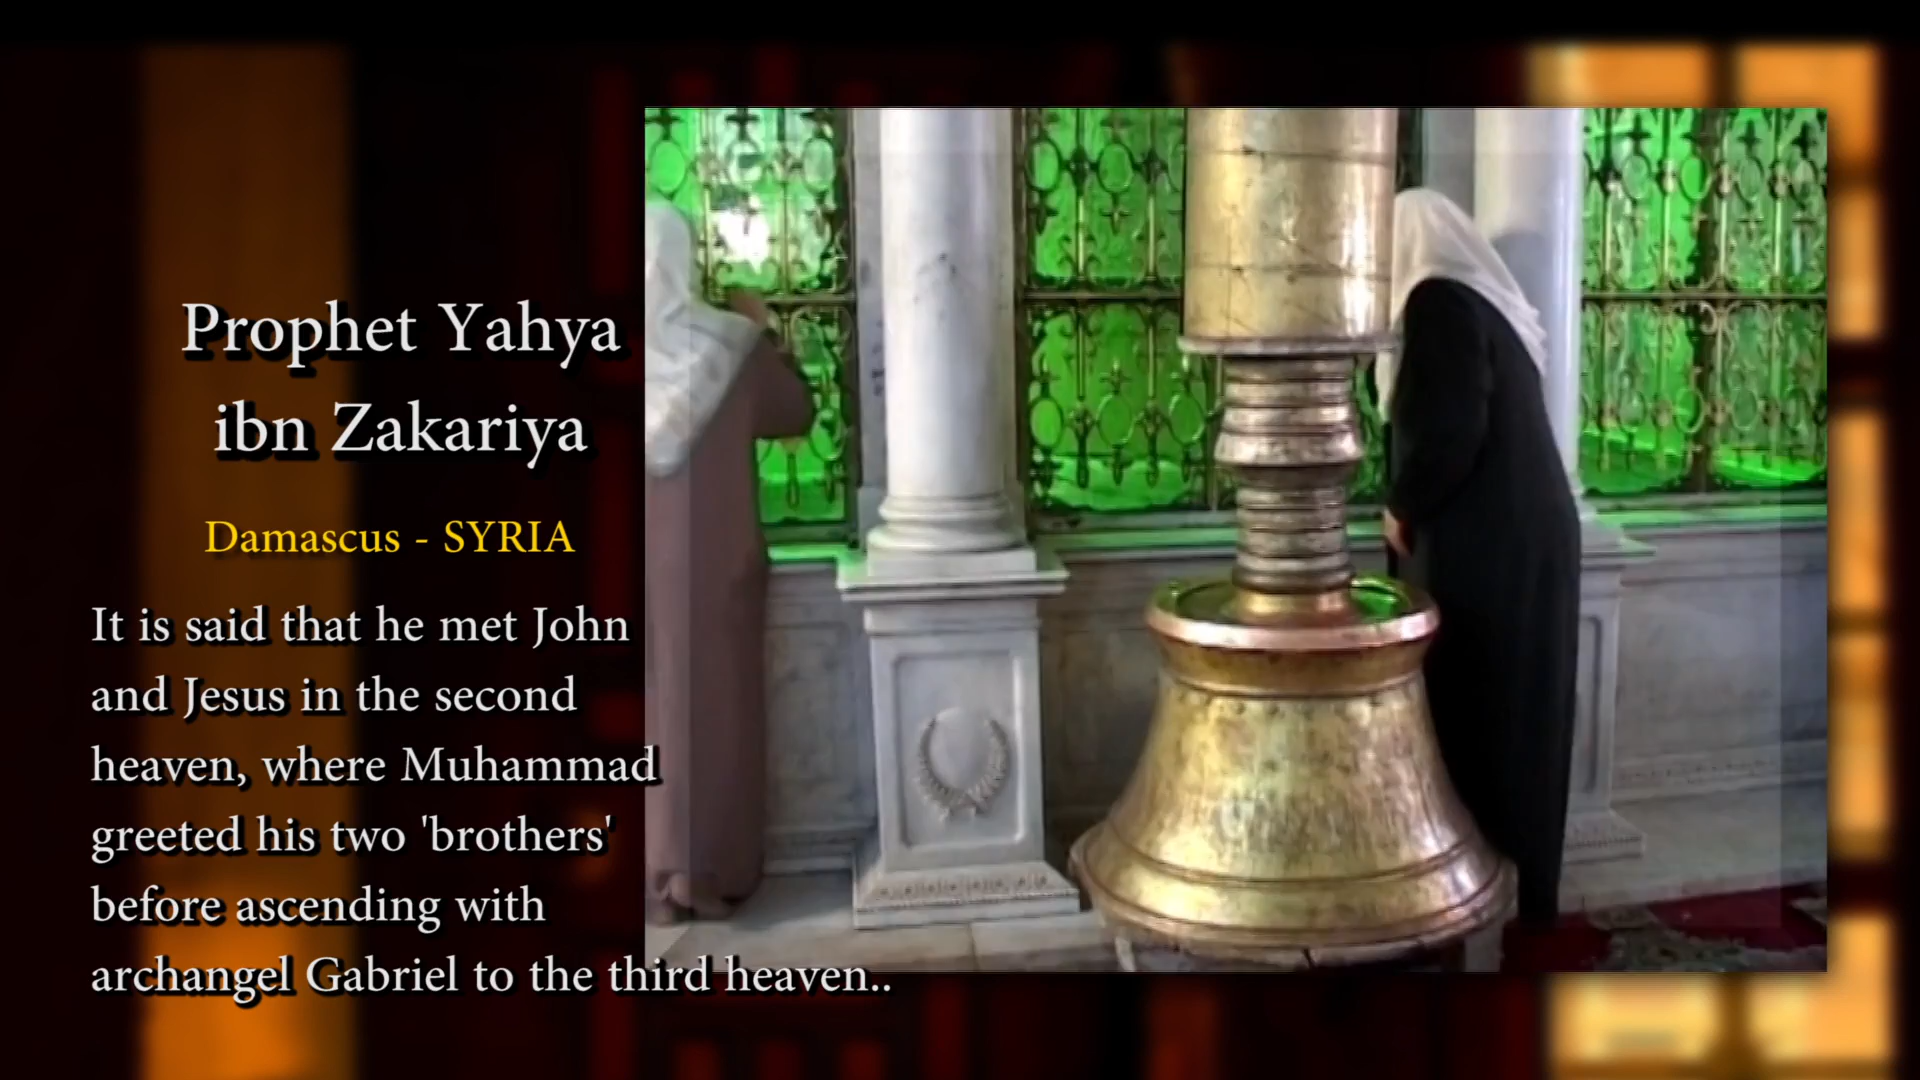 Prophet Yahya
ibn Zakariya
Damascus - SYRIA
It is said that he met John
and Jesus in the second
heaven, where Muhammad
greeted his two 'brothers'
before ascending with
archangel Gabriel to the third heaven..